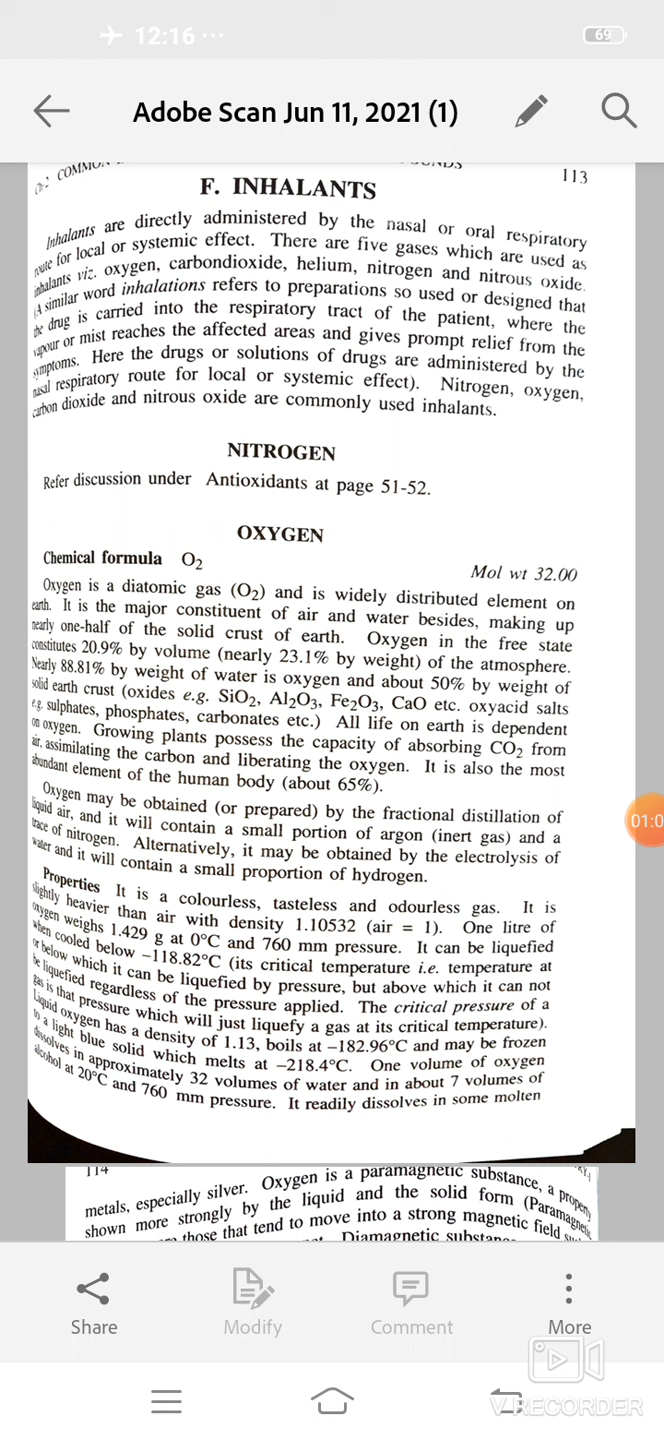 12:16 ...
69
Adobe Scan Jun 11, 2021 (1)
113
F. INHALANTS
Inhalants are directly administered by the nasal or oral respiratory
route for local or systemic effect. There are five gases which are used as
inhalants viz. oxygen, carbondioxide, helium, nitrogen and nitrous oxide.
(A similar word inhalations refers to preparations so used or designed that
the drug is carried into the respiratory tract of the patient, where the
vapour or mist reaches the affected areas and gives prompt relief from the
symptoms. Here the drugs or solutions of drugs are administered by the
nasal respiratory route for local or systemic effect). Nitrogen, oxygen,
carbon dioxide and nitrous oxide are commonly used inhalants.
NITROGEN
Refer discussion under Antioxidants at page 51-52.
OXYGEN
Chemical formula O₂
Mol wt 32.00
Oxygen is a diatomic gas (O₂) and is widely distributed element on
earth. It is the major constituent of air and water besides, making up
nearly one-half of the solid crust of earth. Oxygen in the free state
constitutes 20.9% by volume (nearly 23.1% by weight) of the atmosphere.
Nearly 88.81% by weight of water is oxygen and about 50% by weight of
solid earth crust (oxides e.g. SiO₂, Al₂O₃, Fe₂O₃, CaO etc. oxyacid salts
e.g. sulphates, phosphates, carbonates etc.) All life on earth is dependent
on oxygen. Growing plants possess the capacity of absorbing CO₂ from
air, assimilating the carbon and liberating the oxygen. It is also the most
abundant element of the human body (about 65%).
Oxygen may be obtained (or prepared) by the fractional distillation of
liquid air, and it will contain a small portion of argon (inert gas) and a
trace of nitrogen. Alternatively, it may be obtained by the electrolysis of
water and it will contain a small proportion of hydrogen.
Properties It is a colourless, tasteless and odourless gas. It is
slightly heavier than air with density 1.10532 (air = 1). One litre of
oxygen weighs 1.429 g at 0°C and 760 mm pressure. It can be liquefied
when cooled below –118.82°C (its critical temperature i.e. temperature at
or below which it can be liquefied by pressure, but above which it can not
be liquefied regardless of the pressure applied. The critical pressure of a
gas is that pressure which will just liquefy a gas at its critical temperature).
Liquid oxygen has a density of 1.13, boils at –182.96°C and may be frozen
to a light blue solid which melts at –218.4°C. One volume of oxygen
dissolves in approximately 32 volumes of water and in about 7 volumes of
alcohol at 20°C and 760 mm pressure. It readily dissolves in some molten
01:0
114
metals, especially silver. Oxygen is a paramagnetic substance, a property
shown more strongly by the liquid and the solid form (Paramagnetic
those that tend to move into a strong magnetic field
Diamagnetic
Share
Modify
Comment
More
V RECORDER